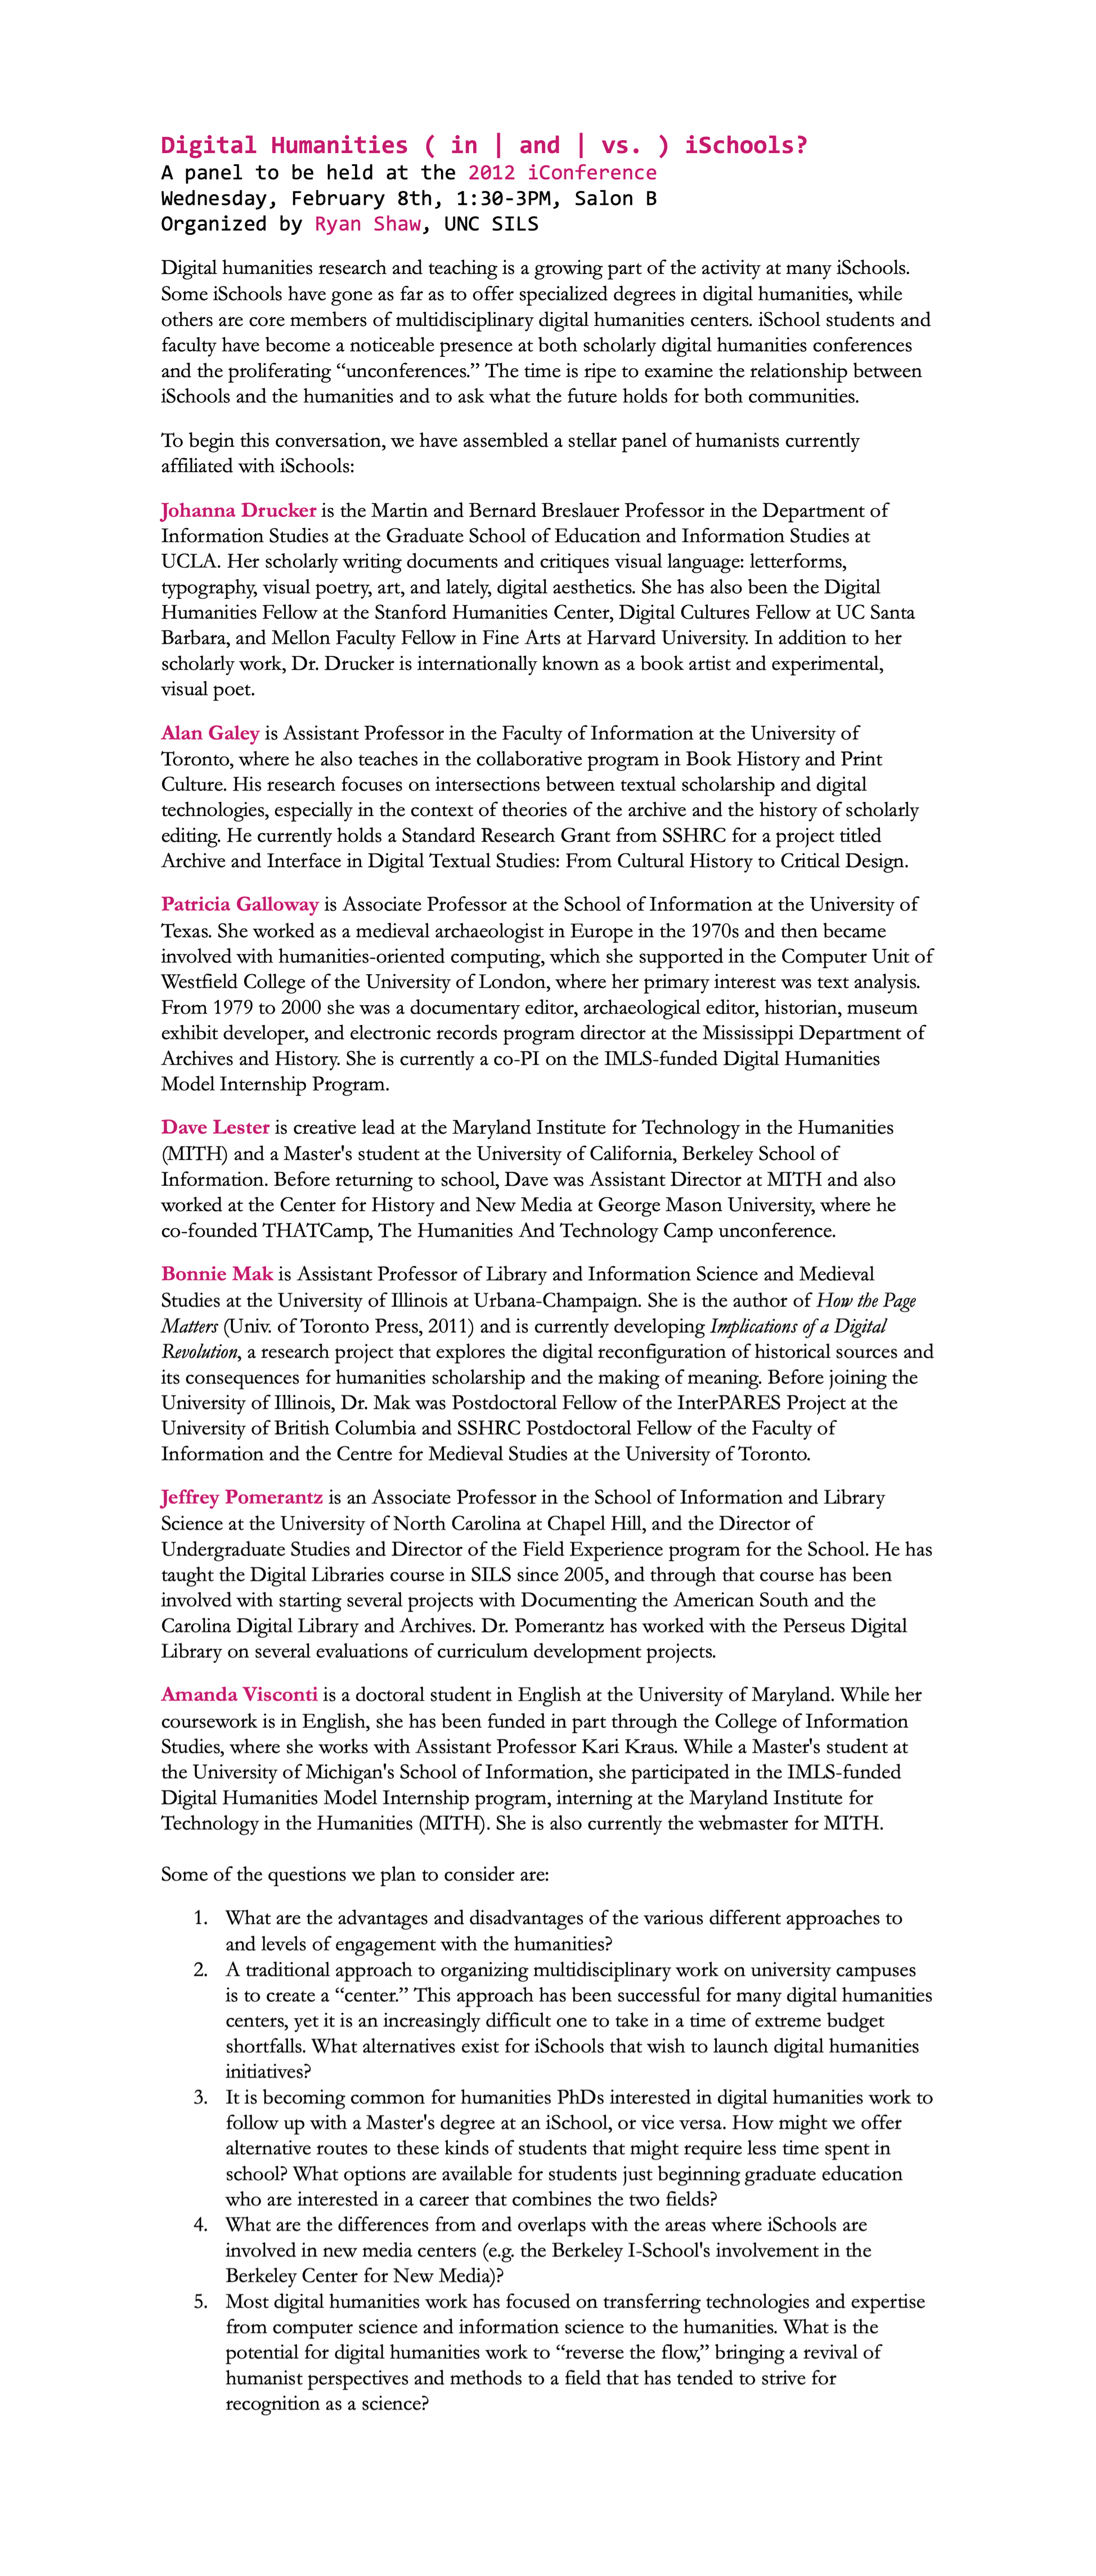 Digital Humanities ( in | and | vs. ) iSchools?
A panel to be held at the 2012 iConference
Wednesday, February 8th, 1:30-3PM, Salon B
Organized by Ryan Shaw, UNC SILS
Digital humanities research and teaching is a growing part of the activity at many iSchools.
Some iSchools have gone as far as to offer specialized degrees in digital humanities, while
others are core members of multidisciplinary digital humanities centers. iSchool students and
faculty have become a noticeable presence at both scholarly digital humanities conferences
and the proliferating “unconferences.” The time is ripe to examine the relationship between
iSchools and the humanities and to ask what the future holds for both communities.
To begin this conversation, we have assembled a stellar panel of humanists currently
affiliated with iSchools:
Johanna Drucker is the Martin and Bernard Breslauer Professor in the Department of
Information Studies at the Graduate School of Education and Information Studies at
UCLA. Her scholarly writing documents and critiques visual language: letterforms,
typography, visual poetry, art, and lately, digital aesthetics. She has also been the Digital
Humanities Fellow at the Stanford Humanities Center, Digital Cultures Fellow at UC Santa
Barbara, and Mellon Faculty Fellow in Fine Arts at Harvard University. In addition to her
scholarly work, Dr. Drucker is internationally known as a book artist and experimental,
visual poet.
Alan Galey is Assistant Professor in the Faculty of Information at the University of
Toronto, where he also teaches in the collaborative program in Book History and Print
Culture. His research focuses on intersections between textual scholarship and digital
technologies, especially in the context of theories of the archive and the history of scholarly
editing. He currently holds a Standard Research Grant from SSHRC for a project titled
Archive and Interface in Digital Textual Studies: From Cultural History to Critical Design.
Patricia Galloway is Associate Professor at the School of Information at the University of
Texas. She worked as a medieval archaeologist in Europe in the 1970s and then became
involved with humanities-oriented computing, which she supported in the Computer Unit of
Westfield College of the University of London, where her primary interest was text analysis.
From 1979 to 2000 she was a documentary editor, archaeological editor, historian, museum
exhibit developer, and electronic records program director at the Mississippi Department of
Archives and History. She is currently a co-PI on the IMLS-funded Digital Humanities
Model Internship Program.
Dave Lester is creative lead at the Maryland Institute for Technology in the Humanities
(MITH) and a Master's student at the University of California, Berkeley School of
Information. Before returning to school, Dave was Assistant Director at MITH and also
worked at the Center for History and New Media at George Mason University, where he
co-founded THATCamp, The Humanities And Technology Camp unconference.
Bonnie Mak is Assistant Professor of Library and Information Science and Medieval
Studies at the University of Illinois at Urbana-Champaign. She is the author of How the Page
Matters (Univ. of Toronto Press, 2011) and is currently developing Implications of a Digital
Revolution, a research project that explores the digital reconfiguration of historical sources and
its consequences for humanities scholarship and the making of meaning. Before joining the
University of Illinois, Dr. Mak was Postdoctoral Fellow of the InterPARES Project at the
University of British Columbia and SSHRC Postdoctoral Fellow of the Faculty of
Information and the Centre for Medieval Studies at the University of Toronto.
Jeffrey Pomerantz is an Associate Professor in the School of Information and Library
Science at the University of North Carolina at Chapel Hill, and the Director of
Undergraduate Studies and Director of the Field Experience program for the School. He has
taught the Digital Libraries course in SILS since 2005, and through that course has been
involved with starting several projects with Documenting the American South and the
Carolina Digital Library and Archives. Dr. Pomerantz has worked with the Perseus Digital
Library on several evaluations of curriculum development projects.
Amanda Visconti is a doctoral student in English at the University of Maryland. While her
coursework is in English, she has been funded in part through the College of Information
Studies, where she works with Assistant Professor Kari Kraus. While a Master's student at
the University of Michigan's School of Information, she participated in the IMLS-funded
Digital Humanities Model Internship program, interning at the Maryland Institute for
Technology in the Humanities (MITH). She is also currently the webmaster for MITH.
Some of the questions we plan to consider are:
1. What are the advantages and disadvantages of the various different approaches to
and levels of engagement with the humanities?
2. A traditional approach to organizing multidisciplinary work on university campuses
is to create a “center.” This approach has been successful for many digital humanities
centers, yet it is an increasingly difficult one to take in a time of extreme budget
shortfalls. What alternatives exist for iSchools that wish to launch digital humanities
initiatives?
3. It is becoming common for humanities PhDs interested in digital humanities work to
follow up with a Master's degree at an iSchool, or vice versa. How might we offer
alternative routes to these kinds of students that might require less time spent in
school? What options are available for students just beginning graduate education
who are interested in a career that combines the two fields?
4. What are the differences from and overlaps with the areas where iSchools are
involved in new media centers (e.g. the Berkeley I-School's involvement in the
Berkeley Center for New Media)?
5. Most digital humanities work has focused on transferring technologies and expertise
from computer science and information science to the humanities. What is the
potential for digital humanities work to “reverse the flow,” bringing a revival of
humanist perspectives and methods to a field that has tended to strive for
recognition as a science?